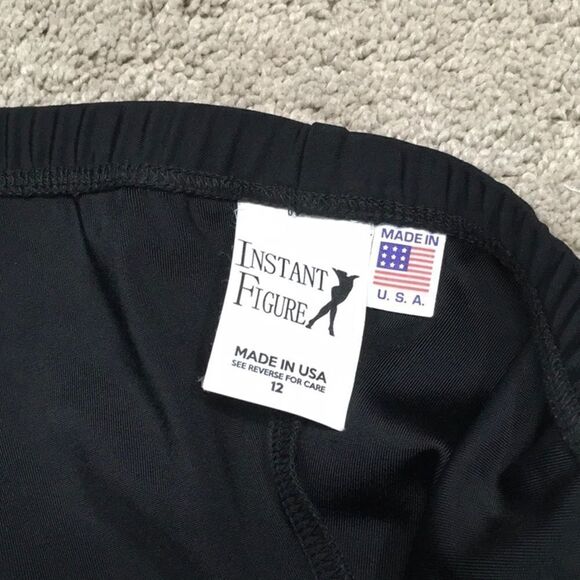 INSTANT
FIGURE
MADE IN USA
SEE REVERSE FOR CARE
12
MADE IN
U. S. A.